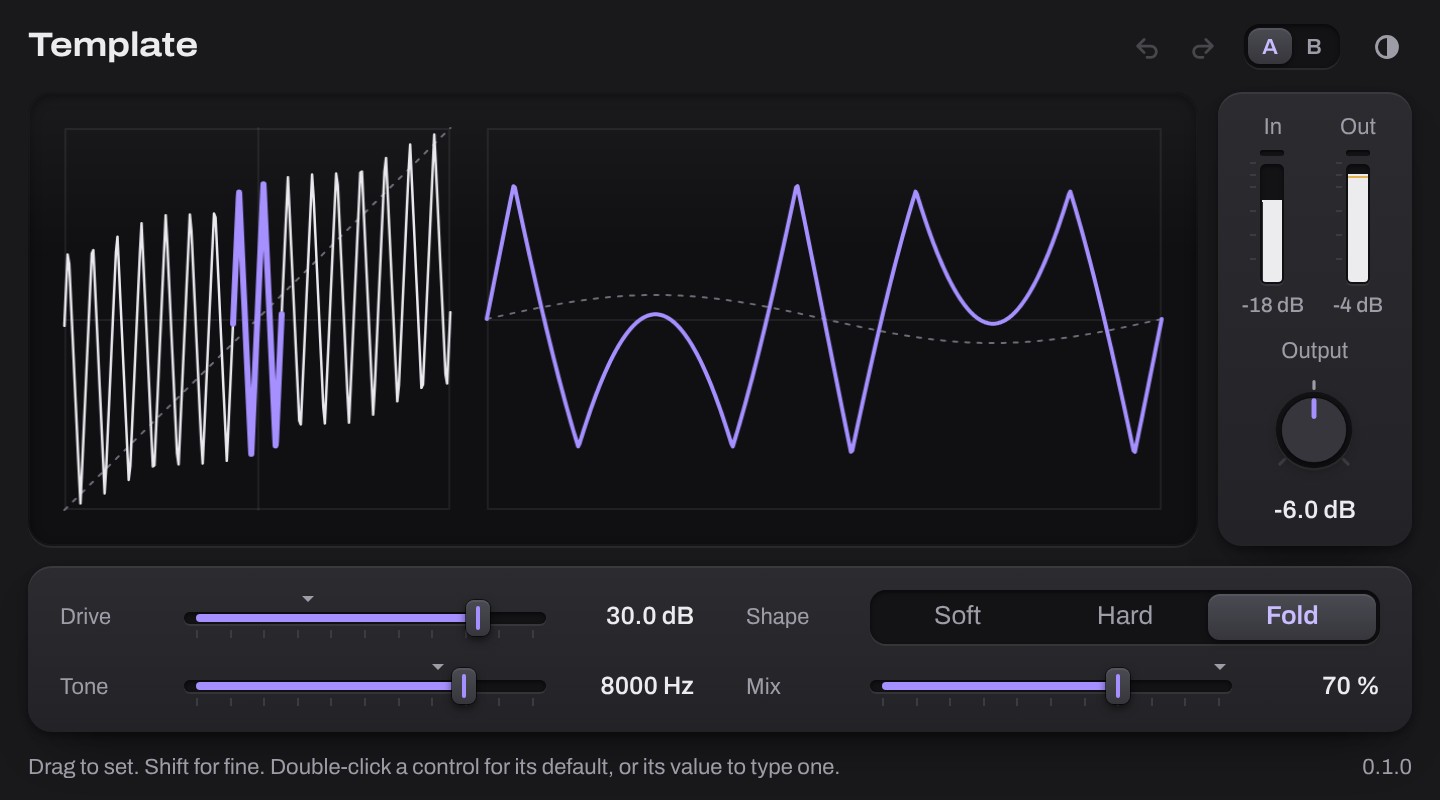 Template
A B
In Out
-18 dB -4 dB
Output
-6.0 dB
Drive 30.0 dB Shape Soft Hard Fold
Tone 8000 Hz Mix 70 %
Drag to set. Shift for fine. Double-click a control for its default, or its value to type one. 0.1.0